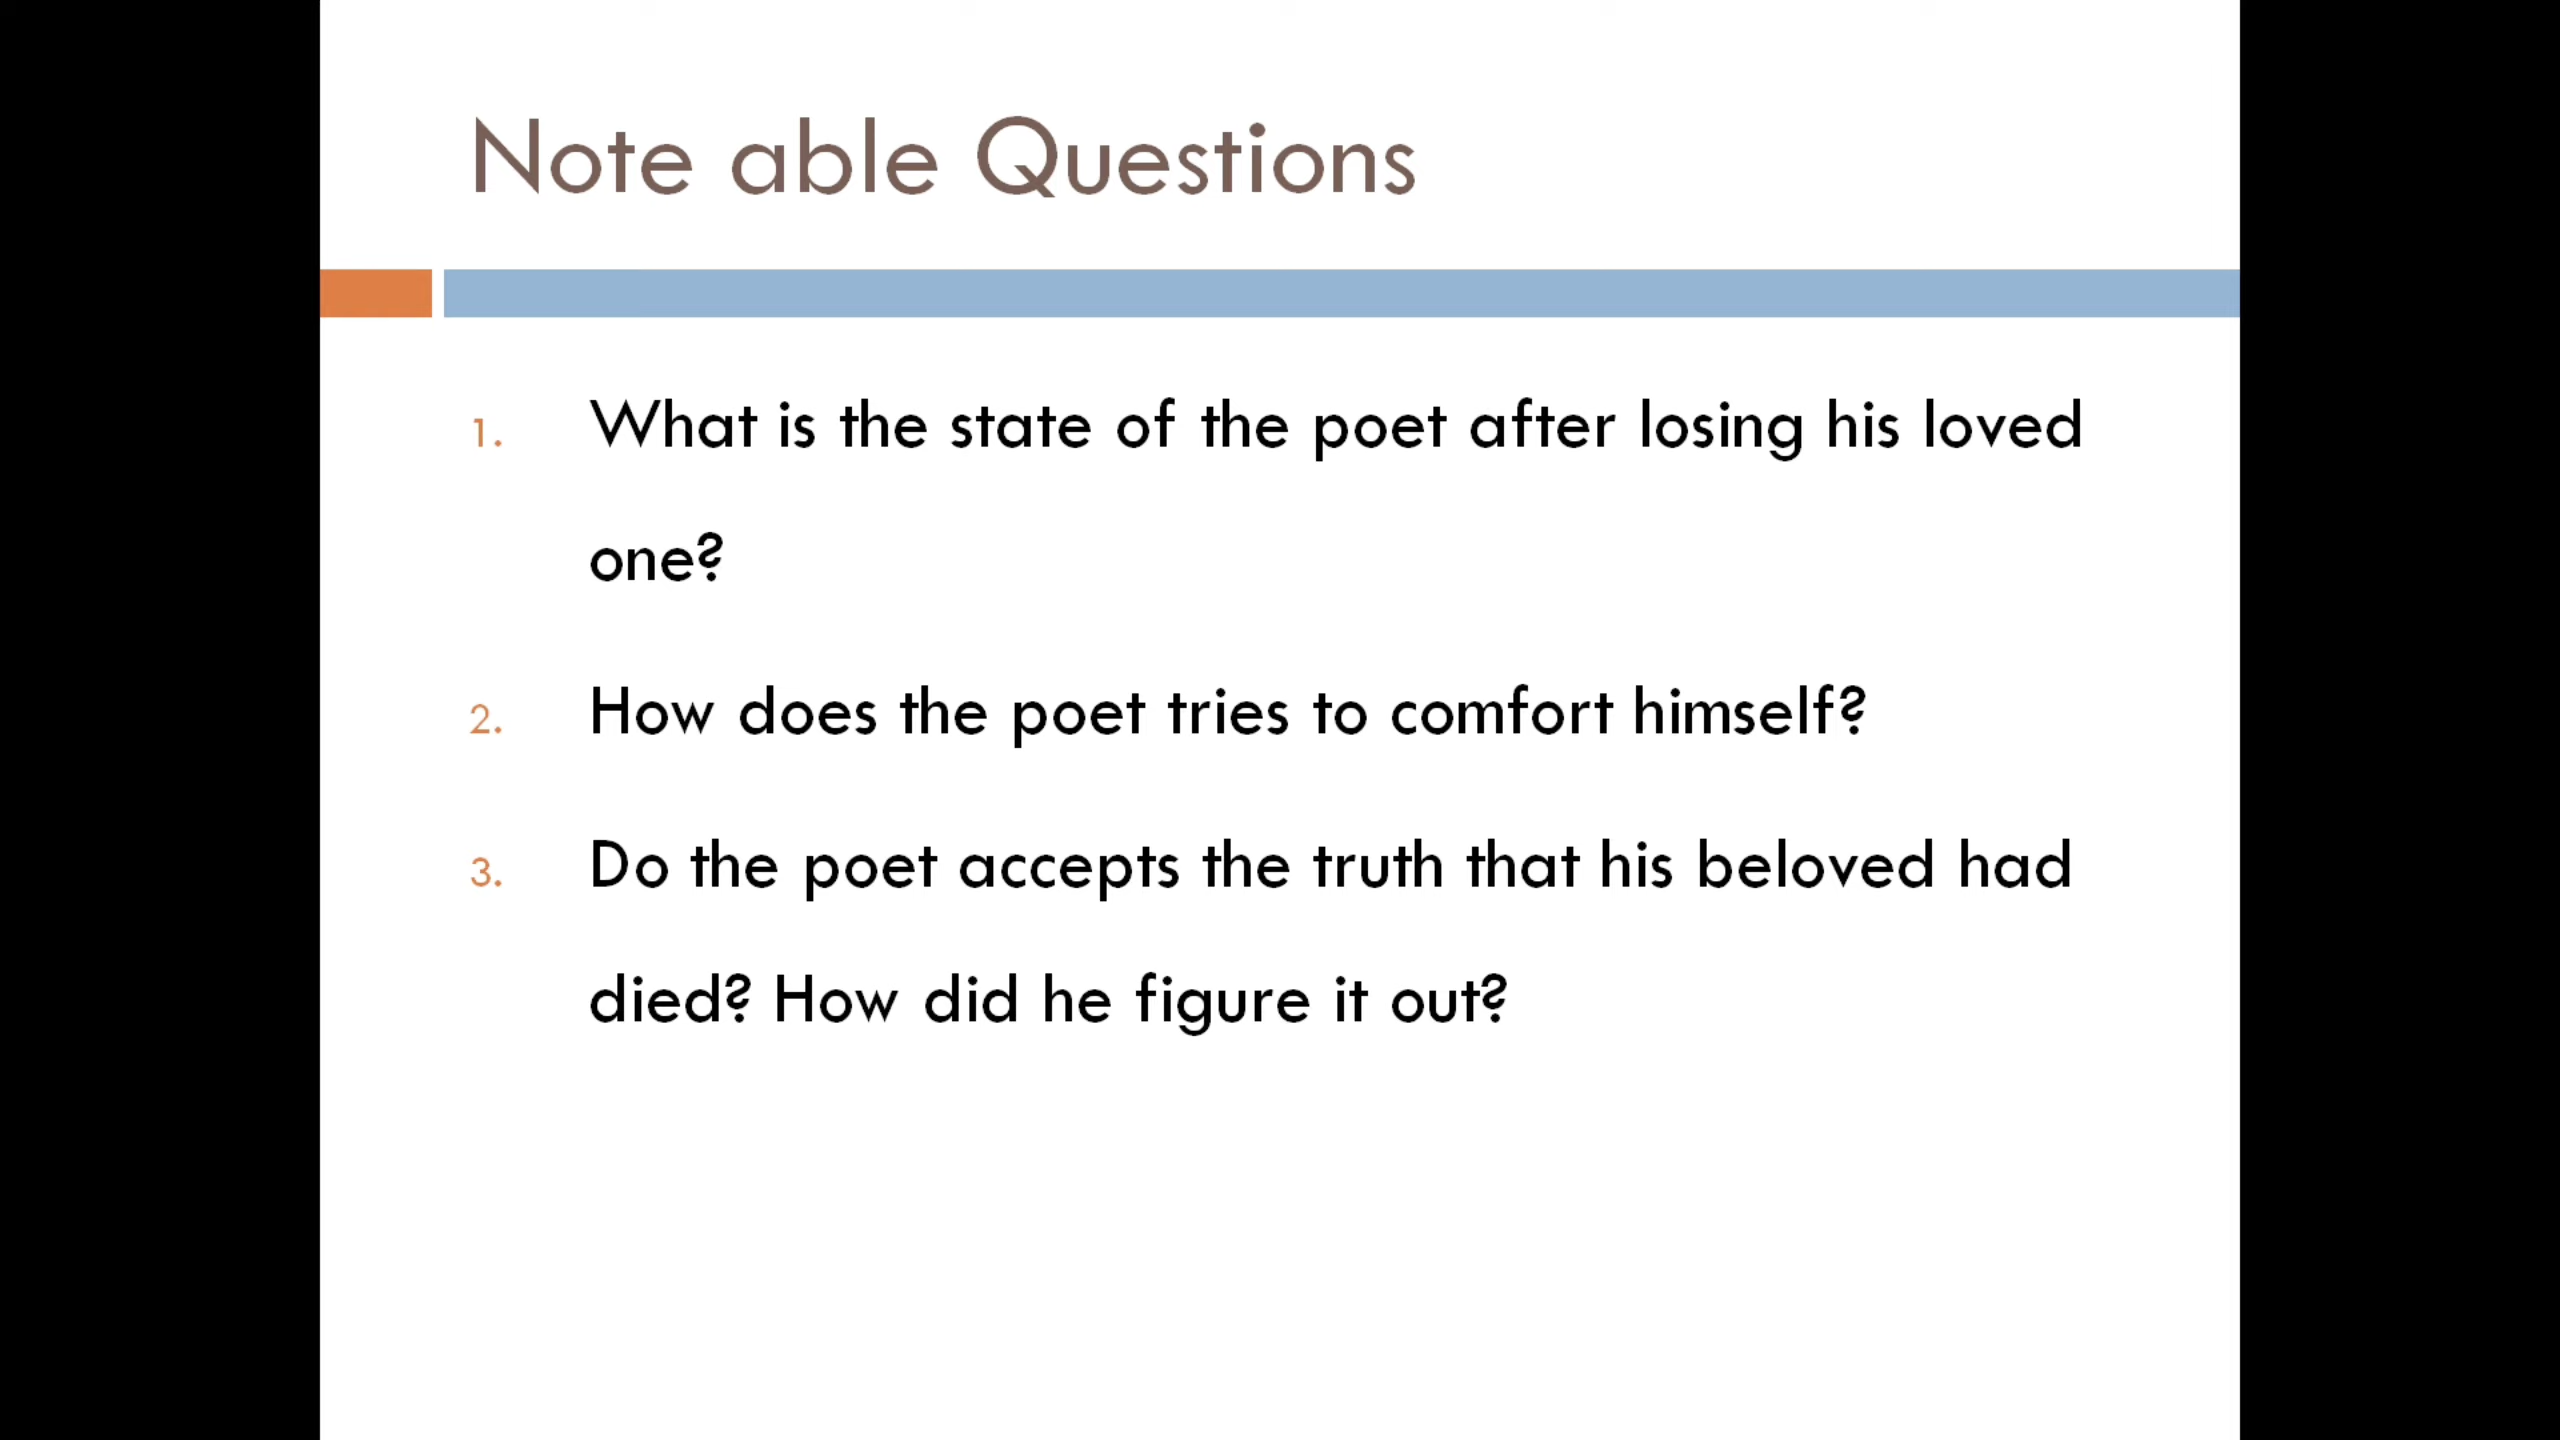 Note able Questions
1. What is the state of the poet after losing his loved
one?
2. How does the poet tries to comfort himself?
3. Do the poet accepts the truth that his beloved had
died? How did he figure it out?